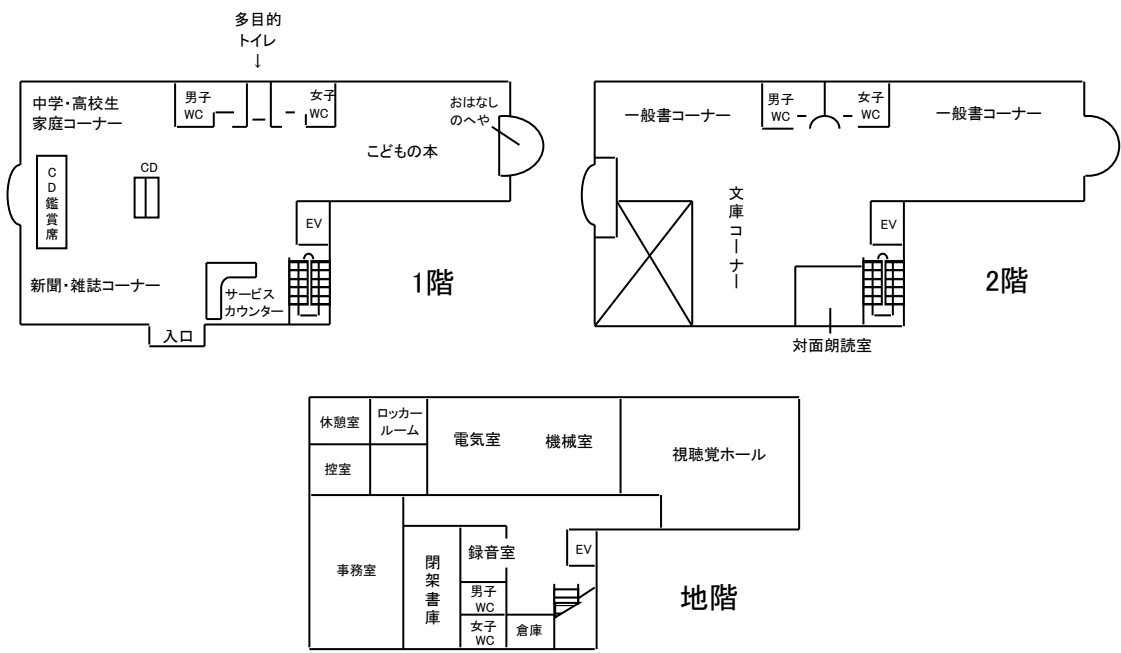 多目的
トイレ
↓
中学・高校生
家庭コーナー
男子
WC
女子
WC
おはなし
のへや
こどもの本
CD鑑賞席
CD
EV
新聞・雑誌コーナー
サービス
カウンター
入口
1階
一般書コーナー
男子
WC
女子
WC
一般書コーナー
文庫コーナー
EV
対面朗読室
2階
休憩室
ロッカー
ルーム
控室
電気室
機械室
視聴覚ホール
事務室
閉架書庫
録音室
男子
WC
女子
WC
倉庫
EV
地階